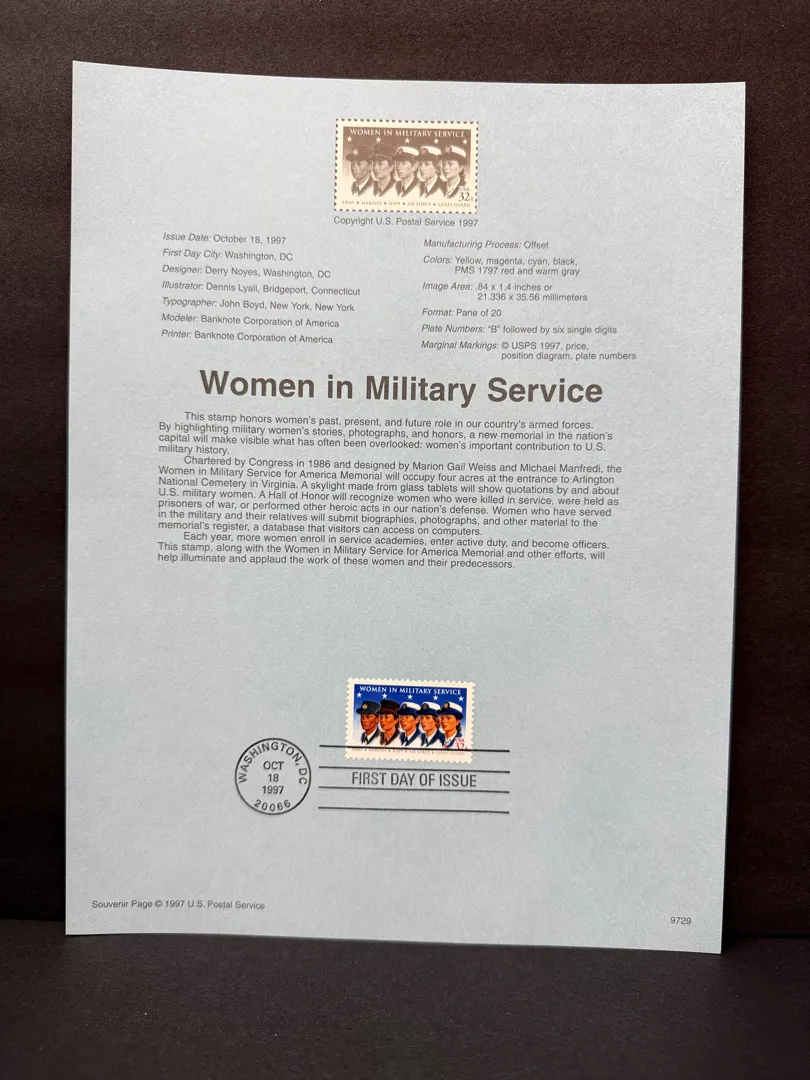 WOMEN IN MILITARY SERVICE
USA
32
ARMY ★ MARINES ★ NAVY ★ AIR FORCE ★ COAST GUARD
Copyright U.S. Postal Service 1997
Issue Date: October 18, 1997
First Day City: Washington, DC
Designer: Derry Noyes, Washington, DC
Illustrator: Dennis Lyall, Bridgeport, Connecticut
Typographer: John Boyd, New York, New York
Modeler: Banknote Corporation of America
Printer: Banknote Corporation of America
Manufacturing Process: Offset
Colors: Yellow, magenta, cyan, black,
PMS 1797 red and warm gray
Image Area: .84 x 1.4 inches or
21.336 x 35.56 millimeters
Format: Pane of 20
Plate Numbers: "B" followed by six single digits
Marginal Markings: © USPS 1997, price,
position diagram, plate numbers
Women in Military Service
This stamp honors women's past, present, and future role in our country's armed forces.
By highlighting military women's stories, photographs, and honors, a new memorial in the nation's
capital will make visible what has often been overlooked: women's important contribution to U.S.
military history.
Chartered by Congress in 1986 and designed by Marion Gail Weiss and Michael Manfredi, the
Women in Military Service for America Memorial will occupy four acres at the entrance to Arlington
National Cemetery in Virginia. A skylight made from glass tablets will show quotations by and about
U.S. military women. A Hall of Honor will recognize women who were killed in service, were held as
prisoners of war, or performed other heroic acts in our nation's defense. Women who have served
in the military and their relatives will submit biographies, photographs, and other material to the
memorial's register, a database that visitors can access on computers.
Each year, more women enroll in service academies, enter active duty, and become officers.
This stamp, along with the Women in Military Service for America Memorial and other efforts, will
help illuminate and applaud the work of these women and their predecessors.
WOMEN IN MILITARY SERVICE
USA
32
WASHINGTON, DC
OCT
18
1997
20066
FIRST DAY OF ISSUE
Souvenir Page © 1997 U.S. Postal Service
9729